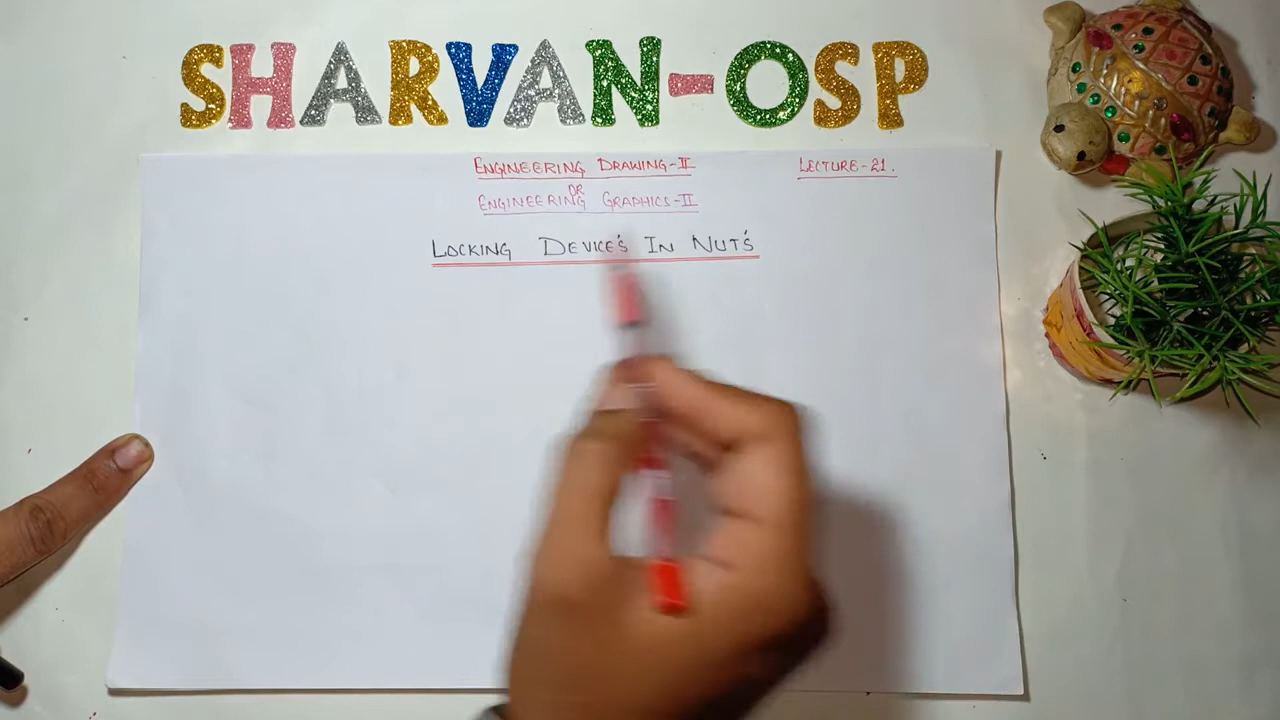 SHARVAN-OSP
ENGINEERING DRAWING-II
LECTURE-21.
OR
ENGINEERING GRAPHICS-II
LOCKING DEVICE'S IN NUT'S